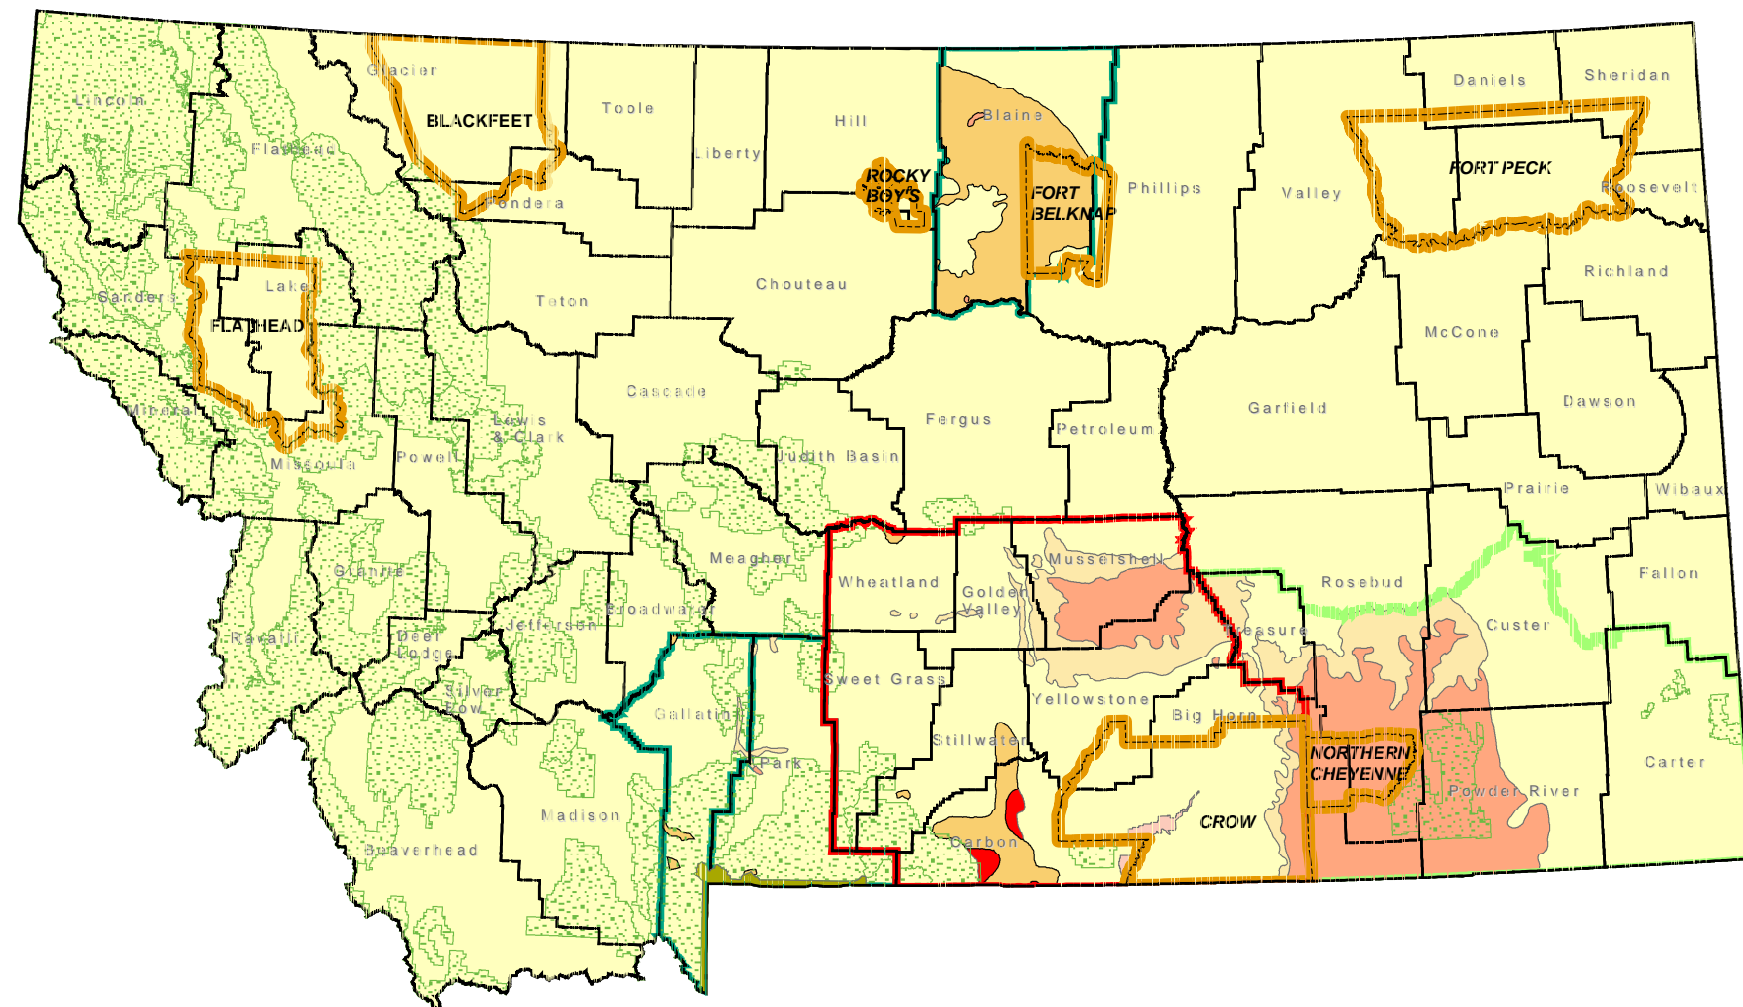 Glacier
Daniels
Sheridan
Lincoln
Toole
Hill
Blaine
BLACKFEET
Flathead
Liberty
ROCKY
BOY'S
FORT
BELKNAP
Phillips
Valley
FORT PECK
Roosevelt
Pondera
Sanders
Lake
Teton
Chouteau
Richland
FLATHEAD
McCone
Mineral
Cascade
Fergus
Petroleum
Garfield
Dawson
Lewis
& Clark
Missoula
Powell
Judith Basin
Prairie
Wibaux
Granite
Meagher
Wheatland
Golden
Valley
Musselshell
Rosebud
Fallon
Ravalli
Deer
Lodge
Jefferson
Broadwater
Treasure
Custer
Silver
Bow
Gallatin
Sweet Grass
Yellowstone
Big Horn
Stillwater
Park
NORTHERN
CHEYENNE
Powder River
Carter
Madison
Beaverhead
Carbon
CROW